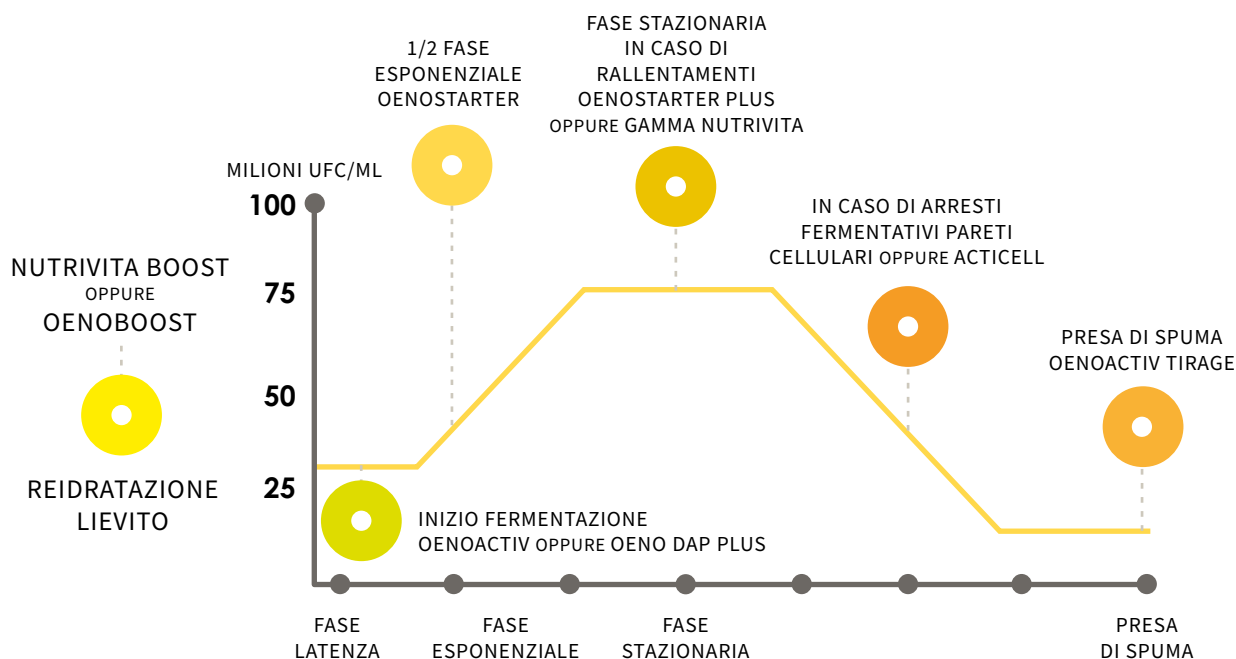 1/2 FASE
ESPONENZIALE
OENOSTARTER
FASE STAZIONARIA
IN CASO DI
RALLENTAMENTI
OENOSTARTER PLUS
OPPURE GAMMA NUTRIVITA
MILIONI UFC/ML
100
75
50
25
NUTRIVITA BOOST
OPPURE
OENOBOOST
REIDRATAZIONE
LIEVITO
IN CASO DI ARRESTI
FERMENTATIVI PARETI
CELLULARI OPPURE ACTICELL
PRESA DI SPUMA
OENOACTIV TIRAGE
INIZIO FERMENTAZIONE
OENOACTIV OPPURE OENO DAP PLUS
FASE
LATENZA
FASE
ESPONENZIALE
FASE
STAZIONARIA
PRESA
DI SPUMA